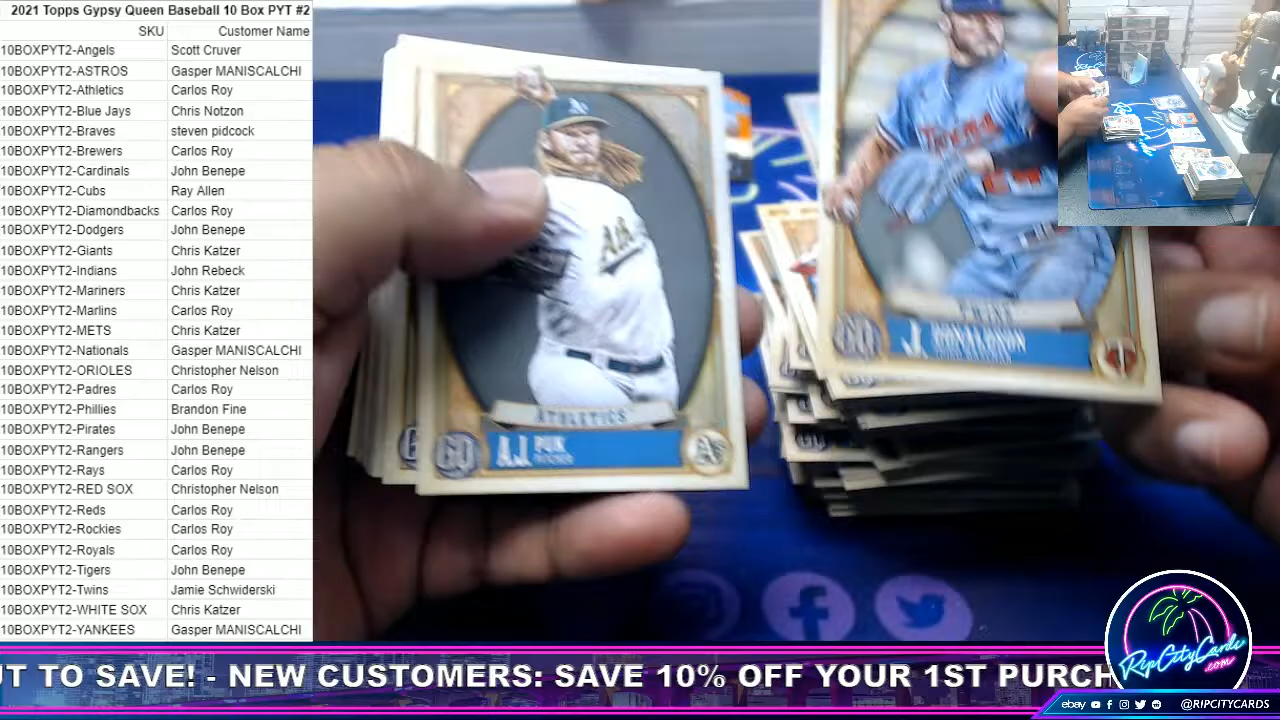 2021 Topps Gypsy Queen Baseball 10 Box PYT #2
SKU Customer Name
10BOXPYT2-Angels Scott Cruver
10BOXPYT2-ASTROS Gasper MANISCALCHI
10BOXPYT2-Athletics Carlos Roy
10BOXPYT2-Blue Jays Chris Notzon
10BOXPYT2-Braves steven pidcock
10BOXPYT2-Brewers Carlos Roy
10BOXPYT2-Cardinals John Benepe
10BOXPYT2-Cubs Ray Allen
10BOXPYT2-Diamondbacks Carlos Roy
10BOXPYT2-Dodgers John Benepe
10BOXPYT2-Giants Chris Katzer
10BOXPYT2-Indians John Rebeck
10BOXPYT2-Mariners Chris Katzer
10BOXPYT2-Marlins Carlos Roy
10BOXPYT2-METS Chris Katzer
10BOXPYT2-Nationals Gasper MANISCALCHI
10BOXPYT2-ORIOLES Christopher Nelson
10BOXPYT2-Padres Carlos Roy
10BOXPYT2-Phillies Brandon Fine
10BOXPYT2-Pirates John Benepe
10BOXPYT2-Rangers John Benepe
10BOXPYT2-Rays Carlos Roy
10BOXPYT2-RED SOX Christopher Nelson
10BOXPYT2-Reds Carlos Roy
10BOXPYT2-Rockies Carlos Roy
10BOXPYT2-Royals Carlos Roy
10BOXPYT2-Tigers John Benepe
10BOXPYT2-Twins Jamie Schwiderski
10BOXPYT2-WHITE SOX Chris Katzer
10BOXPYT2-YANKEES Gasper MANISCALCHI
A's
ATHLETICS
GQ A.J. PUK A's
GQ J. DONALDSON
UT TO SAVE! - NEW CUSTOMERS: SAVE 10% OFF YOUR 1ST PURCH
RipCityCards
.com
ebay @RIPCITYCARDS